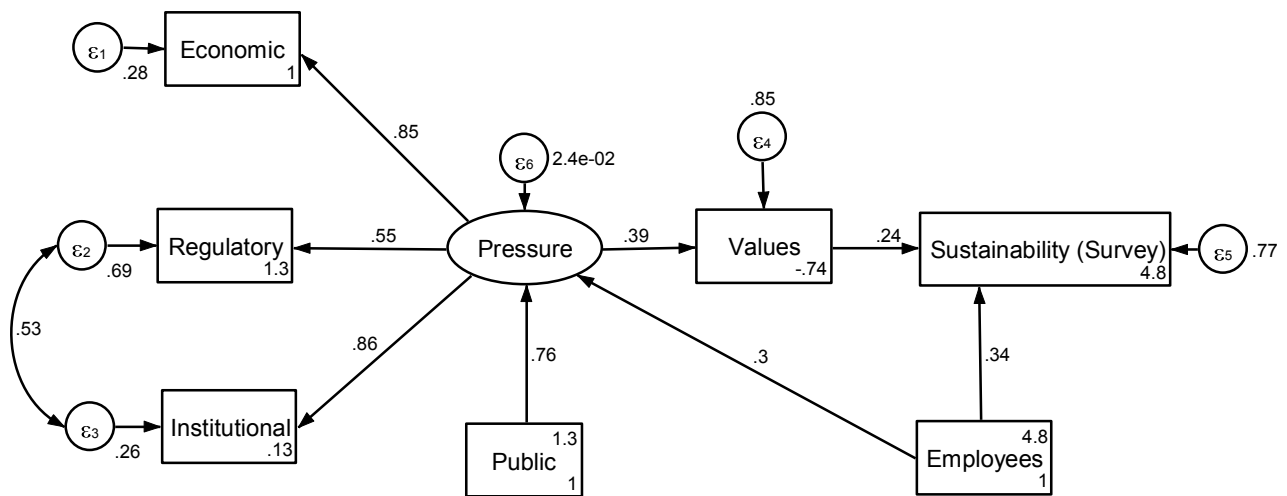 ε1
.28
Economic
1
.85
.85
ε4
ε6
2.4e-02
ε2
.69
Regulatory
1.3
.55
Pressure
.39
Values
-.74
.24
Sustainability (Survey)
4.8
ε5
.77
.53
.86
.76
.3
.34
ε3
.26
Institutional
.13
1.3
Public
1
4.8
Employees
1